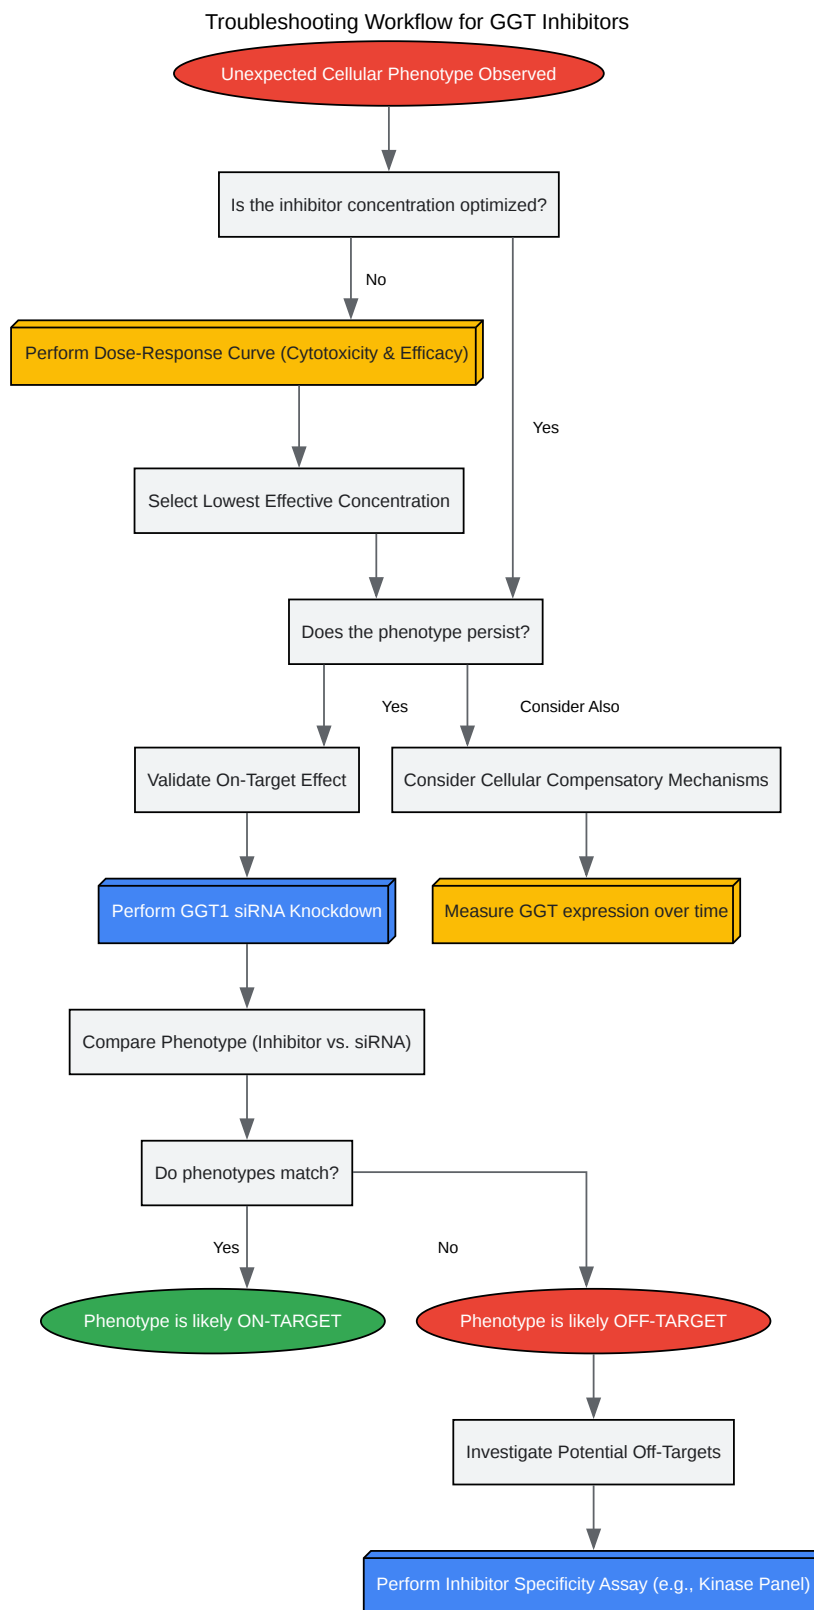 Troubleshooting Workflow for GGT Inhibitors
Unexpected Cellular Phenotype Observed
Is the inhibitor concentration optimized?
No
Perform Dose-Response Curve (Cytotoxicity & Efficacy)
Yes
Select Lowest Effective Concentration
Does the phenotype persist?
Yes
Consider Also
Validate On-Target Effect
Consider Cellular Compensatory Mechanisms
Perform GGT1 siRNA Knockdown
Measure GGT expression over time
Compare Phenotype (Inhibitor vs. siRNA)
Do phenotypes match?
Yes
No
Phenotype is likely ON-TARGET
Phenotype is likely OFF-TARGET
Investigate Potential Off-Targets
Perform Inhibitor Specificity Assay (e.g., Kinase Panel)